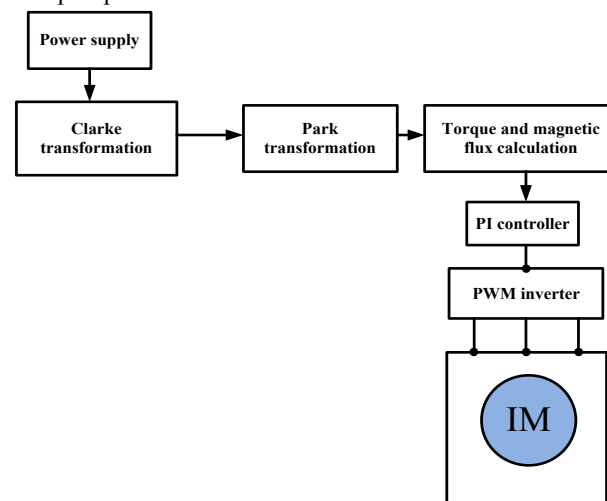 Power supply
Clarke
transformation
Park
transformation
Torque and magnetic
flux calculation
PI controller
PWM inverter
IM